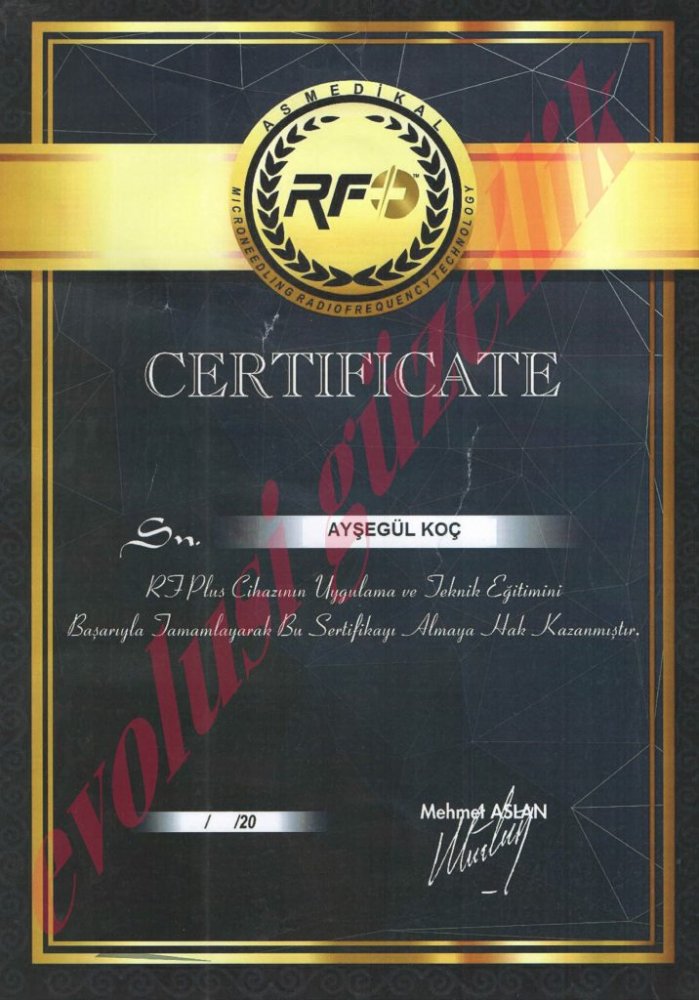 AS MEDİKAL
RF+™
MICRONEEDLING RADIOFREQUENCY TECHNOLOGY
CERTIFICATE
Sn. AYŞEGÜL KOÇ
RF Plus Cihazının Uygulama ve Teknik Eğitimini
Başarıyla Tamamlayarak Bu Sertifikayı Almaya Hak Kazanmıştır.
/ /20
Mehmet ASLAN
evolusi güzellik